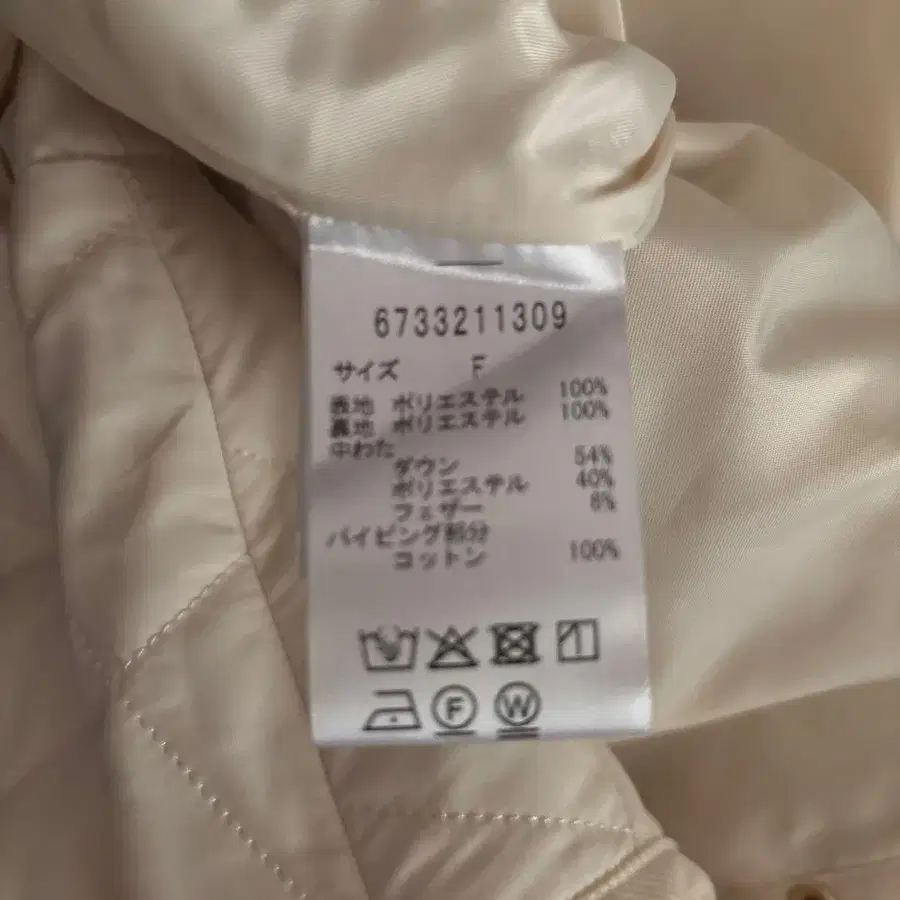 6733211309
サイズ F
表地 ポリエステル 100%
裏地 ポリエステル 100%
中わた
ダウン 54%
ポリエステル 40%
フェザー 6%
パイピング部分
コットン 100%
F W